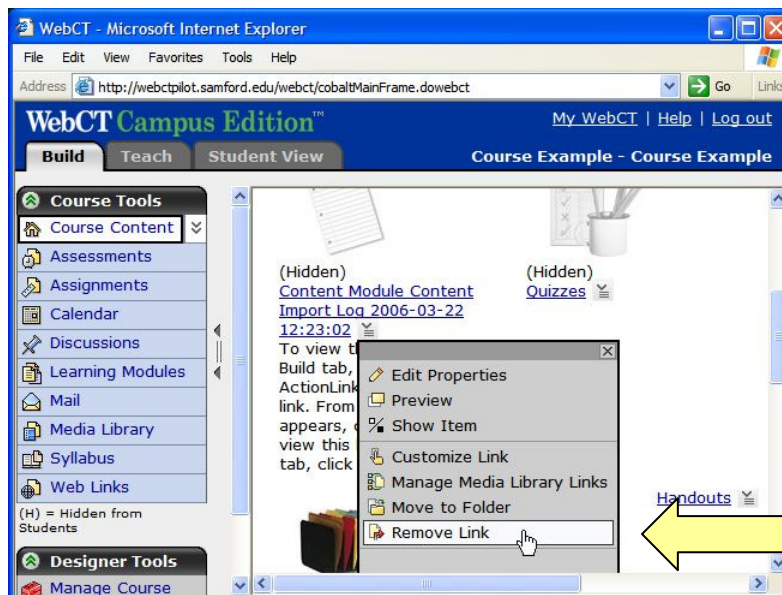 WebCT - Microsoft Internet Explorer
File Edit View Favorites Tools Help
Address http://webctpilot.samford.edu/webct/cobaltMainFrame.dowebct Go Links
WebCT Campus Edition™
My WebCT | Help | Log out
Build Teach Student View
Course Example - Course Example
Course Tools
Course Content
Assessments
Assignments
Calendar
Discussions
Learning Modules
Mail
Media Library
Syllabus
Web Links
(H) = Hidden from
Students
Designer Tools
Manage Course
(Hidden)
Content Module Content
Import Log 2006-03-22
12:23:02
To view t
Build tab,
ActionLink
link. From
appears,
view this
tab, click
(Hidden)
Quizzes
Edit Properties
Preview
Show Item
Customize Link
Manage Media Library Links
Move to Folder
Remove Link
Handouts